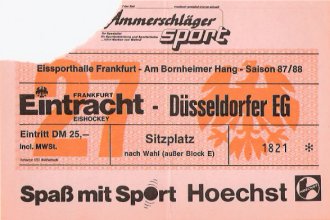 Ammerschläger
sport
Eissporthalle Frankfurt - Am Bornheimer Hang - Saison 87/88
27
FRANKFURT
Eintracht - Düsseldorfer EG
EISHOCKEY
Eintritt DM 25,— Sitzplatz
incl. MWSt. nach Wahl (außer Block E) 1821 *
Spaß mit Sport Hoechst